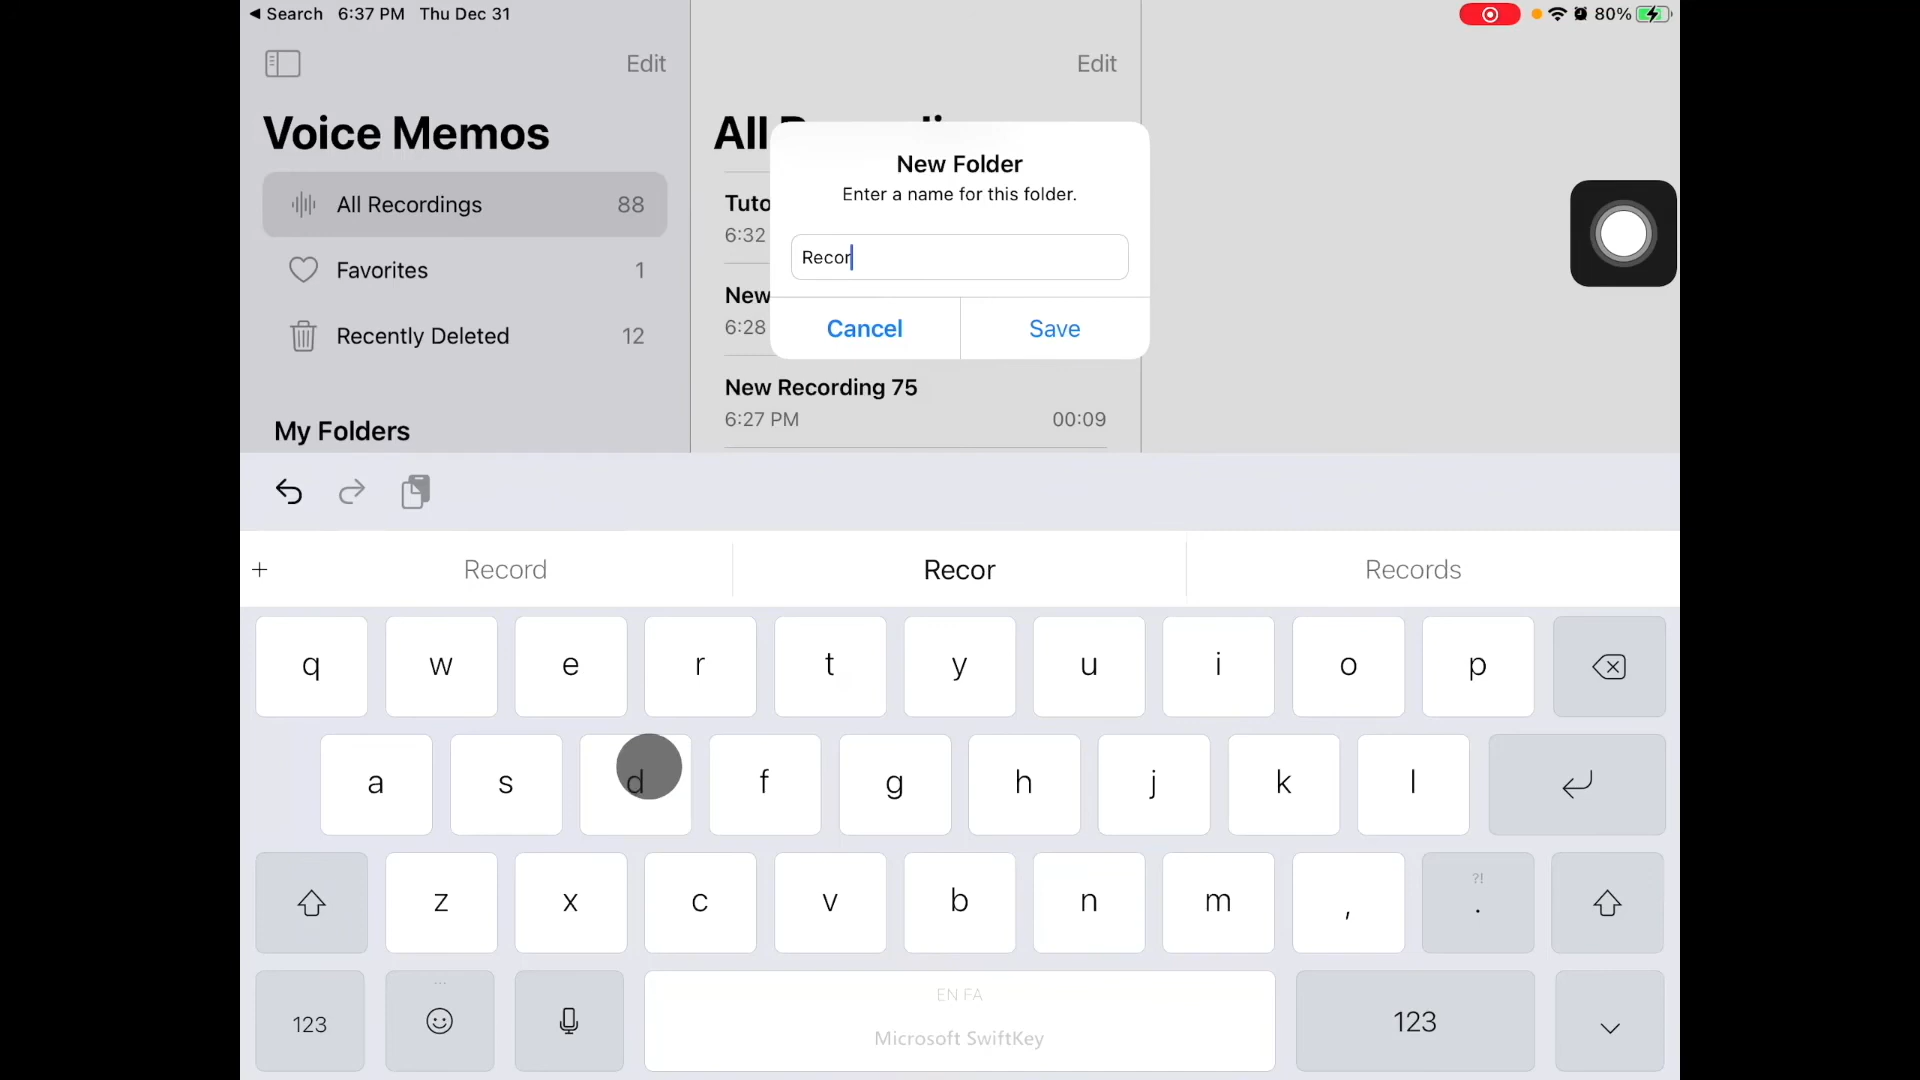 ◀ Search 6:37 PM Thu Dec 31
80%
Edit
Edit
Voice Memos
All
All Recordings 88
Favorites 1
Recently Deleted 12
My Folders
Tuto
6:32
New
6:28
New Recording 75
6:27 PM 00:09
New Folder
Enter a name for this folder.
Recor
Cancel Save
+ Record Recor Records
q w e r t y u i o p
a s d f g h j k l
z x c v b n m , ?! .
123 EN FA 123
Microsoft SwiftKey